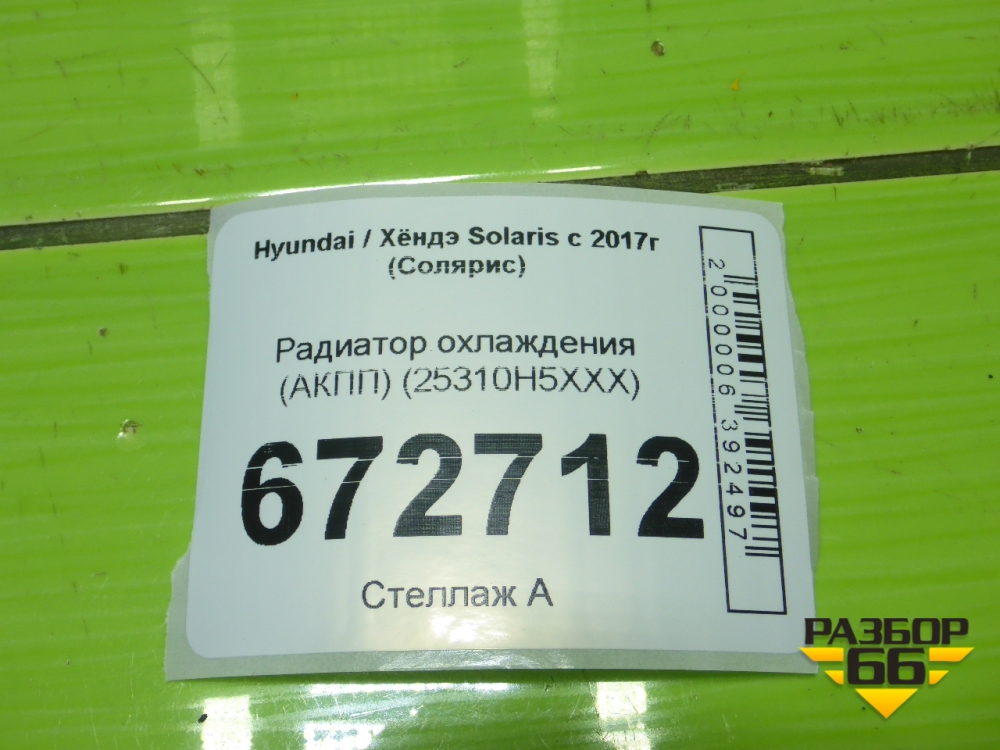 Hyundai / Хёндэ Solaris с 2017г
(Солярис)
Радиатор охлаждения
(АКПП) (25310H5XXX)
672712
Стеллаж А
2000006392497
РАЗБОР
66